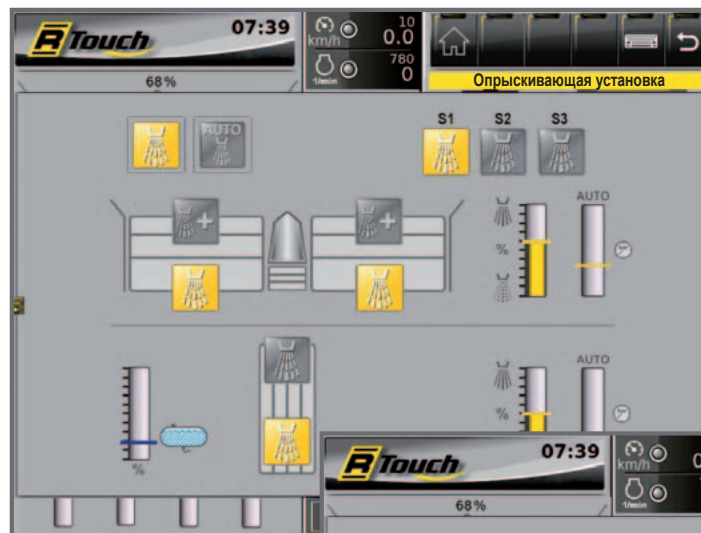 R Touch 07:39
68%
km/h 10
0.0
1/min 780
0
Опрыскивающая установка
AUTO
S1 S2 S3
AUTO
%
AUTO
%
%
R Touch 07:39
68%
km/h
1/min